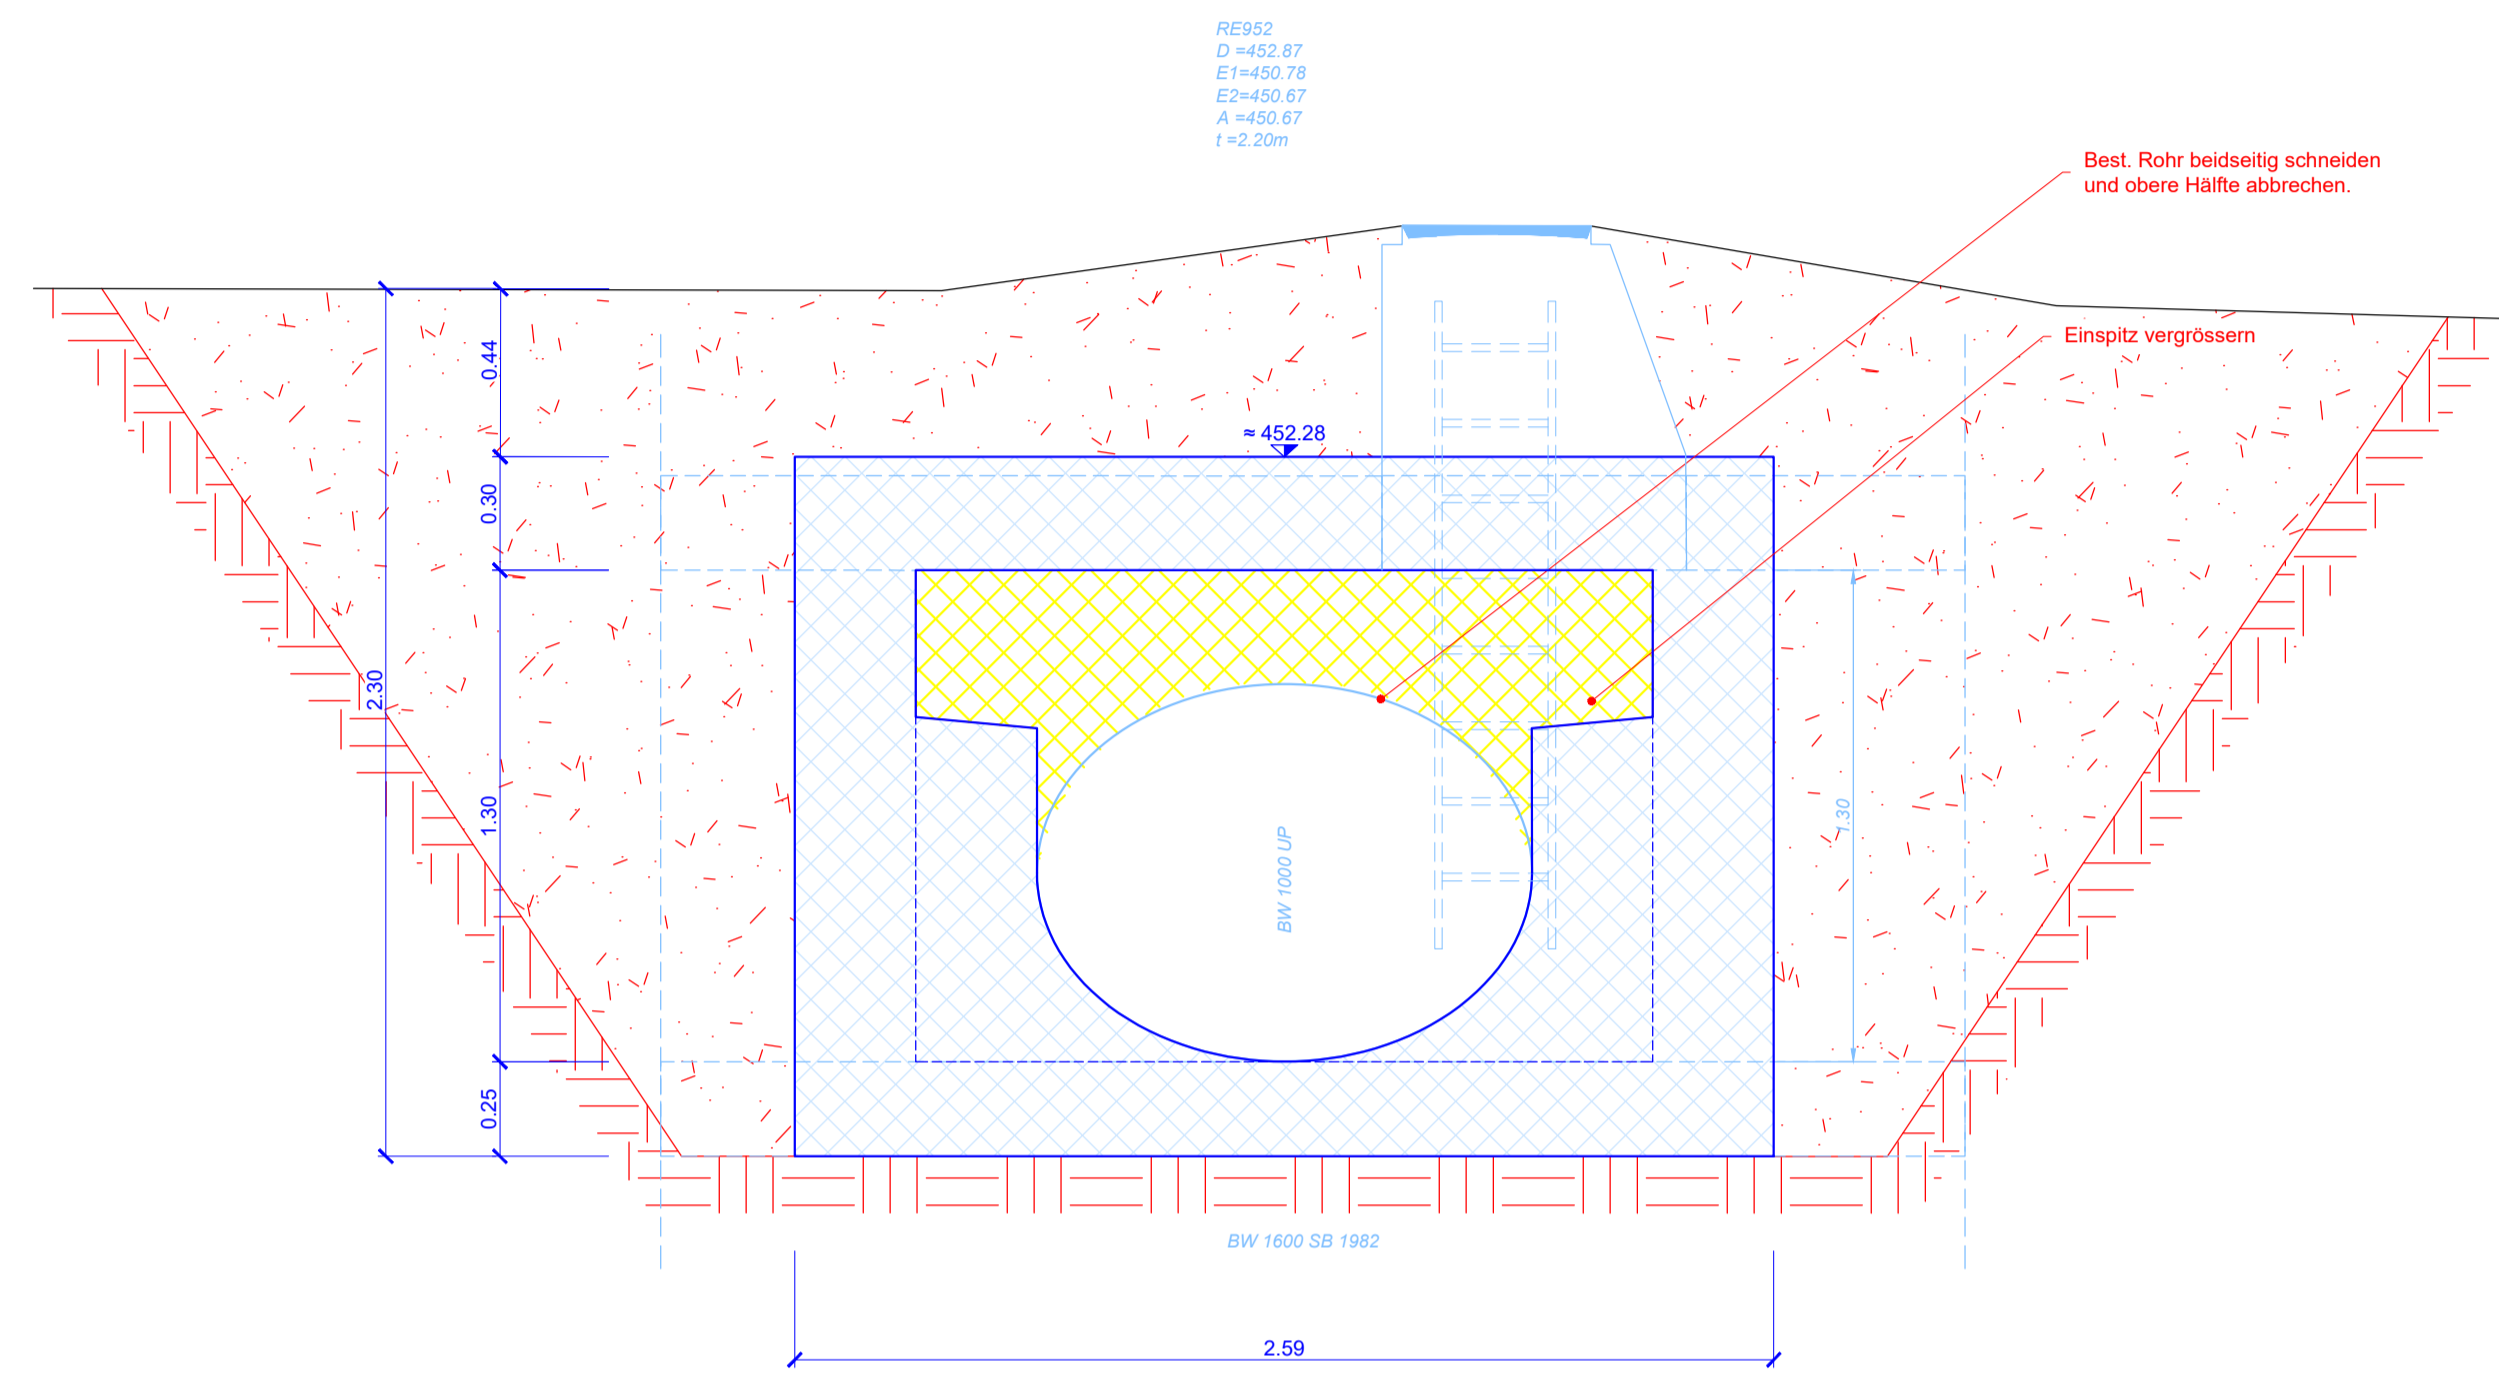 RE952
D =452.87
E1=450.78
E2=450.67
A =450.67
t =2.20m
Best. Rohr beidseitig schneiden
und obere Hälfte abbrechen.
Einspitz vergrössern
0.44
≈ 452.28
0.30
2.30
1.30
1.30
BW 1000 UP
0.25
BW 1600 SB 1982
2.59